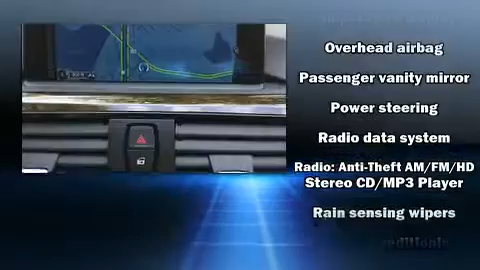 Overhead airbag
Passenger vanity mirror
Power steering
Radio data system
Radio: Anti-Theft AM/FM/HD
Stereo CD/MP3 Player
Rain sensing wipers